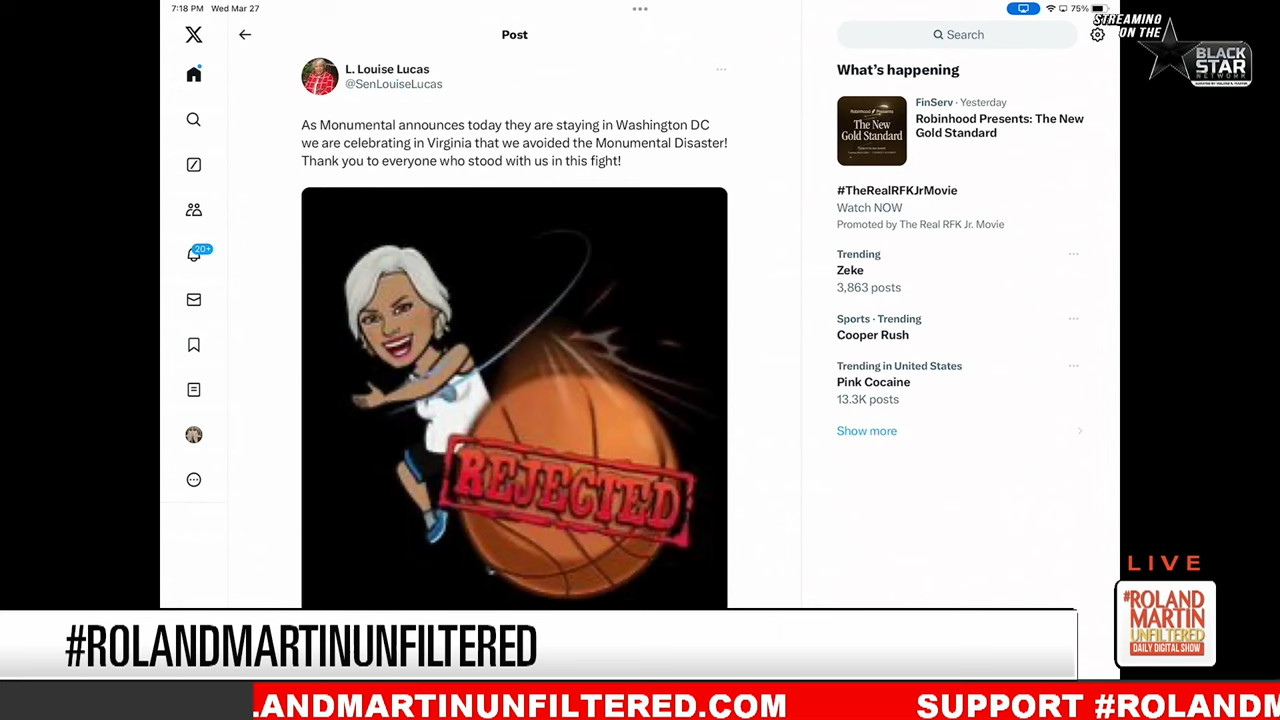 7:18 PM Wed Mar 27
75%
STREAMING
ON THE
BLACK
STAR
NETWORK
Post
Search
L. Louise Lucas
@SenLouiseLucas
As Monumental announces today they are staying in Washington DC
we are celebrating in Virginia that we avoided the Monumental Disaster!
Thank you to everyone who stood with us in this fight!
REJECTED
20+
What's happening
FinServ · Yesterday
Robinhood Presents: The New
Gold Standard
Robinhood Presents
The New
Gold Standard
#TheRealRFKJrMovie
Watch NOW
Promoted by The Real RFK Jr. Movie
Trending
Zeke
3,863 posts
Sports · Trending
Cooper Rush
Trending in United States
Pink Cocaine
13.3K posts
Show more
LIVE
#ROLAND
MARTIN
UNFILTERED
DAILY DIGITAL SHOW
#ROLANDMARTINUNFILTERED
.ANDMARTINUNFILTERED.COM SUPPORT #ROLANDM